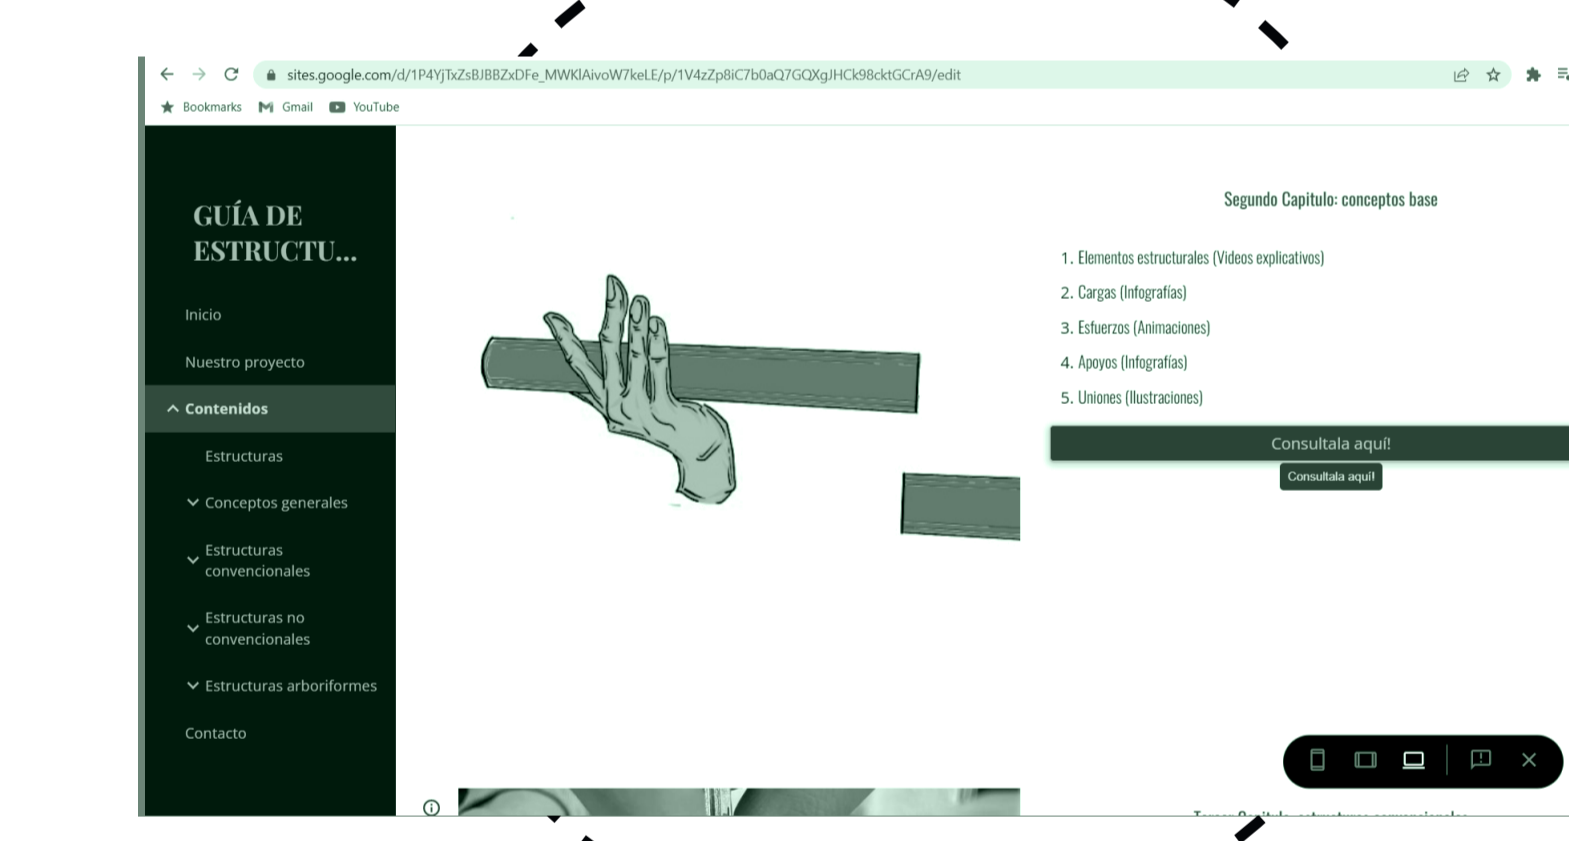 sites.google.com/d/1P4YjTxZsBJBBZxDFe_MWKlAivoW7keLE/p/1V4zZp8iC7b0aQ7GQXgJHCk98cktGCrA9/edit
Bookmarks Gmail YouTube
GUÍA DE
ESTRUCTU...
Inicio
Nuestro proyecto
Contenidos
Estructuras
Conceptos generales
Estructuras
convencionales
Estructuras no
convencionales
Estructuras arboriformes
Contacto
Segundo Capitulo: conceptos base
1. Elementos estructurales (Videos explicativos)
2. Cargas (Infografías)
3. Esfuerzos (Animaciones)
4. Apoyos (Infografías)
5. Uniones (Ilustraciones)
Consultala aquí!
Consultala aquí!